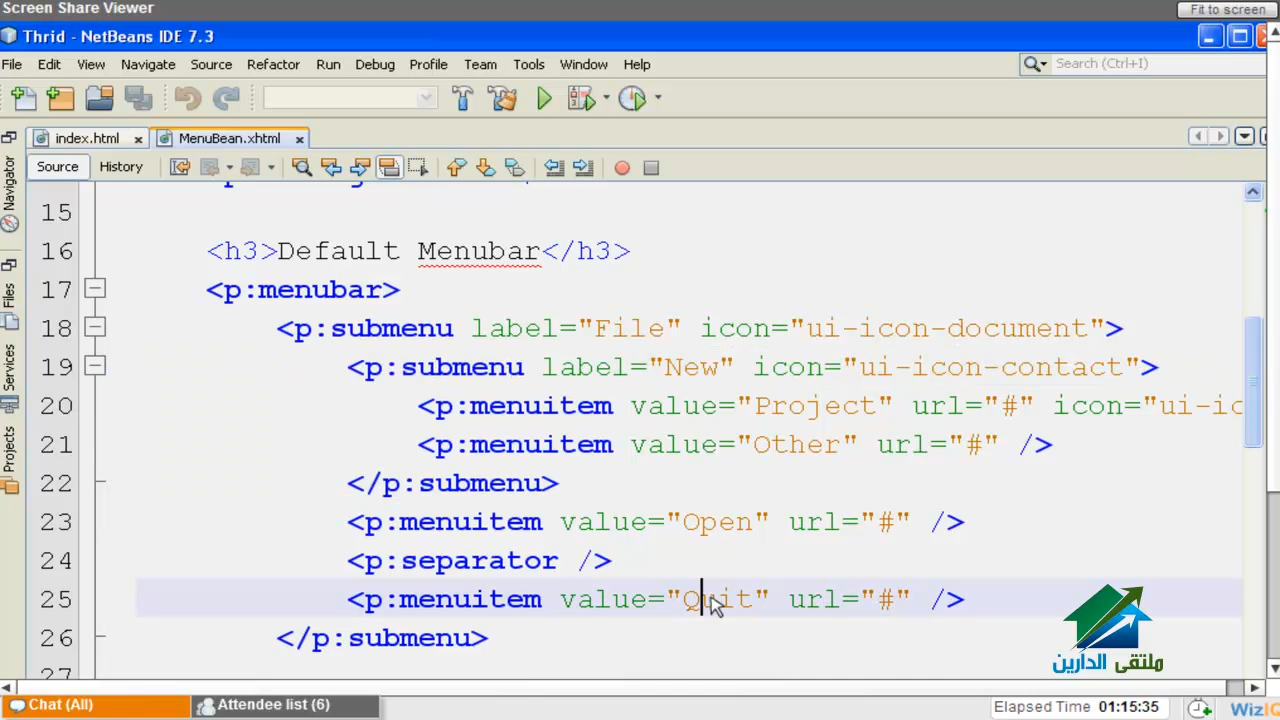 Screen Share Viewer
Fit to screen
Thrid - NetBeans IDE 7.3
File Edit View Navigate Source Refactor Run Debug Profile Team Tools Window Help
Search (Ctrl+I)
index.html MenuBean.xhtml
Source History
Navigator
Files
Services
Projects
15
16 <h3>Default Menubar</h3>
17 <p:menubar>
18 <p:submenu label="File" icon="ui-icon-document">
19 <p:submenu label="New" icon="ui-icon-contact">
20 <p:menuitem value="Project" url="#" icon="ui-ic
21 <p:menuitem value="Other" url="#" />
22 </p:submenu>
23 <p:menuitem value="Open" url="#" />
24 <p:separator />
25 <p:menuitem value="Quit" url="#" />
26 </p:submenu>
27
ملتقى الدارين
Chat (All) Attendee list (6) Elapsed Time 01:15:35 WizIQ